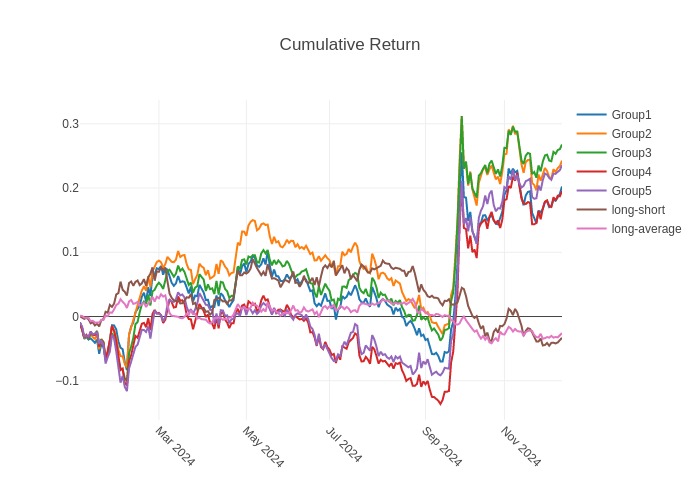 Cumulative Return
0.3
0.2
0.1
0
−0.1
Mar 2024
May 2024
Jul 2024
Sep 2024
Nov 2024
Group1
Group2
Group3
Group4
Group5
long-short
long-average